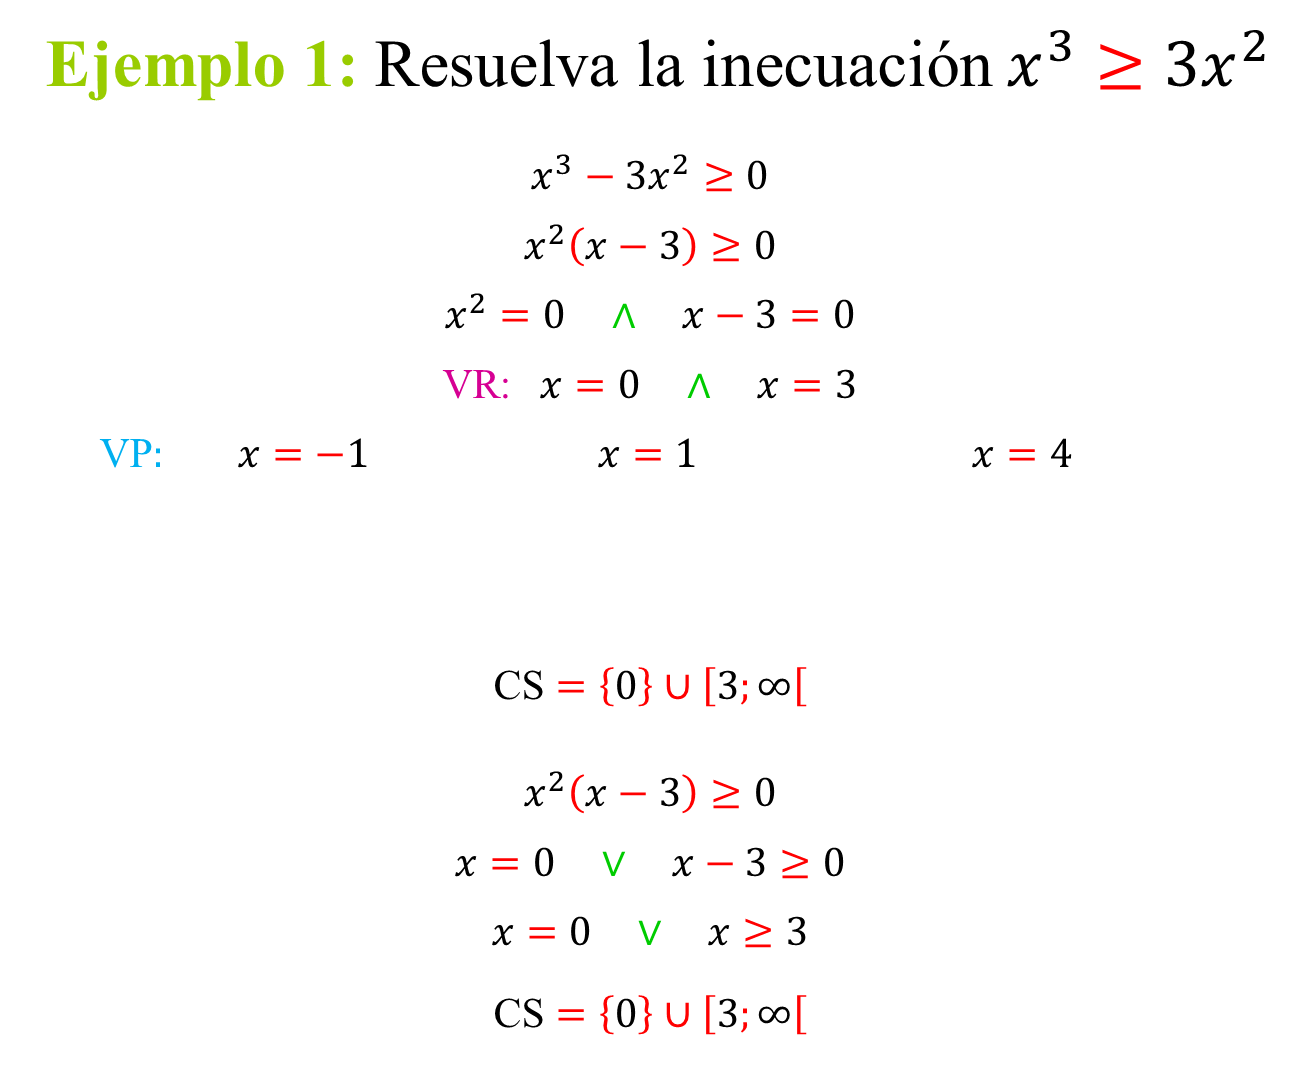 Ejemplo 1: Resuelva la inecuación x³ ≥ 3x²
x³ − 3x² ≥ 0
x²(x − 3) ≥ 0
x² = 0 ∧ x − 3 = 0
VR: x = 0 ∧ x = 3
VP: x = −1 x = 1 x = 4
CS = {0} ∪ [3; ∞[
x²(x − 3) ≥ 0
x = 0 ∨ x − 3 ≥ 0
x = 0 ∨ x ≥ 3
CS = {0} ∪ [3; ∞[